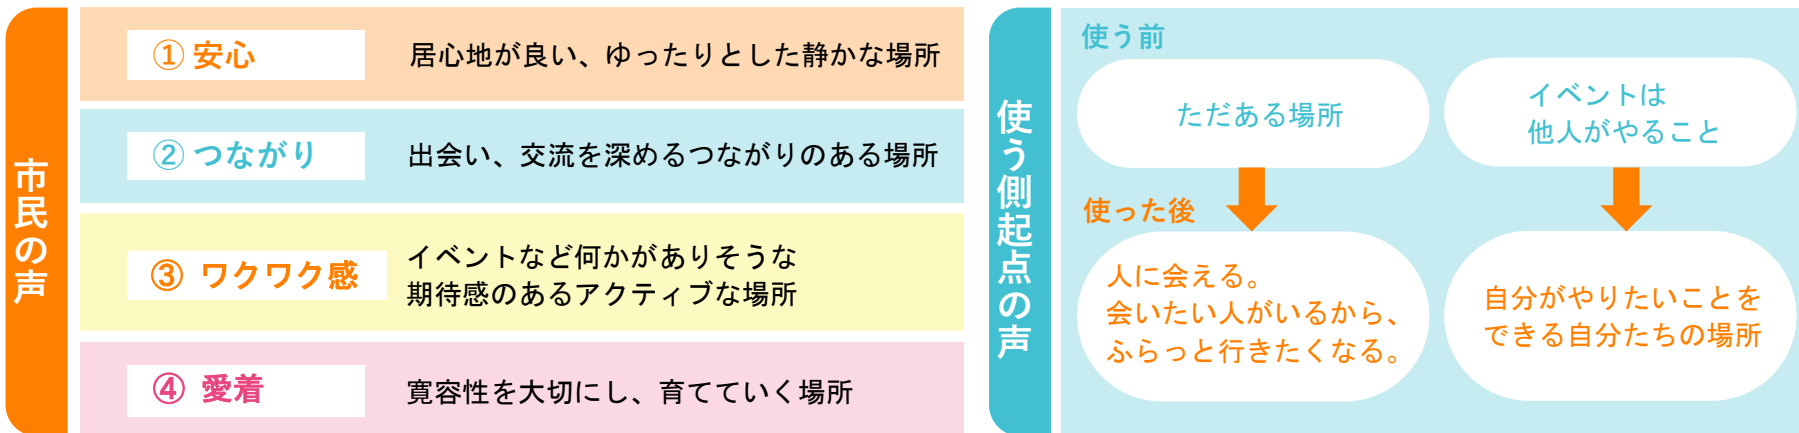 市民の声
① 安心
居心地が良い、ゆったりとした静かな場所
② つながり
出会い、交流を深めるつながりのある場所
③ ワクワク感
イベントなど何かがありそうな
期待感のあるアクティブな場所
④ 愛着
寛容性を大切にし、育てていく場所
使う側起点の声
使う前
ただある場所
イベントは
他人がやること
使った後
人に会える。
会いたい人がいるから、
ふらっと行きたくなる。
自分がやりたいことを
できる自分たちの場所